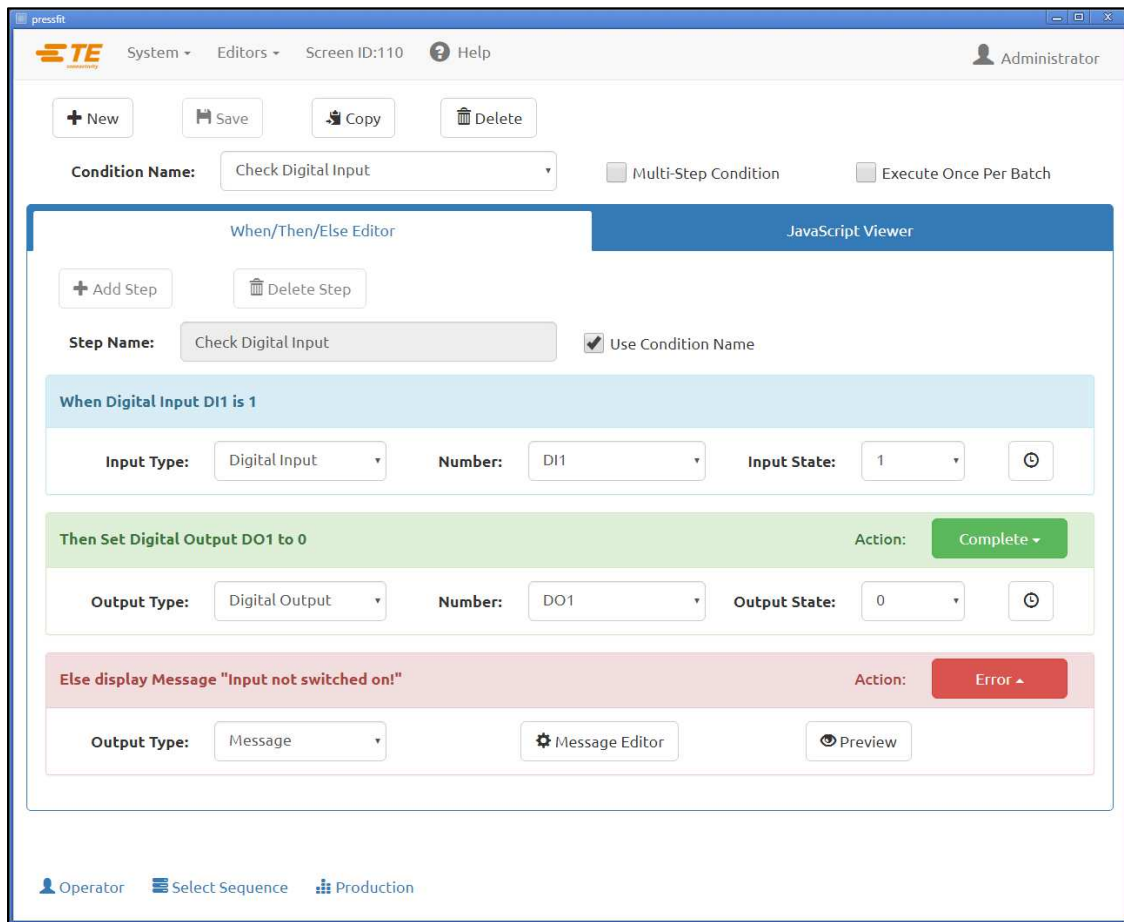 pressfit
TE
connectivity
System Editors Screen ID:110 Help Administrator
New Save Copy Delete
Condition Name: Check Digital Input Multi-Step Condition Execute Once Per Batch
When/Then/Else Editor JavaScript Viewer
Add Step Delete Step
Step Name: Check Digital Input Use Condition Name
When Digital Input DI1 is 1
Input Type: Digital Input Number: DI1 Input State: 1
Then Set Digital Output DO1 to 0 Action: Complete
Output Type: Digital Output Number: DO1 Output State: 0
Else display Message "Input not switched on!" Action: Error
Output Type: Message Message Editor Preview
Operator Select Sequence Production